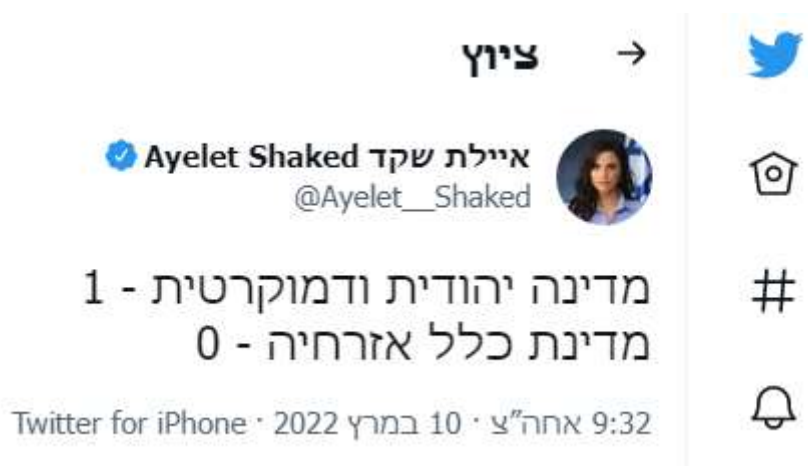 ציוץ
איילת שקד Ayelet Shaked
@Ayelet__Shaked
מדינה יהודית ודמוקרטית - 1
מדינת כלל אזרחיה - 0
9:32 אחה״צ · 10 במרץ 2022 · Twitter for iPhone